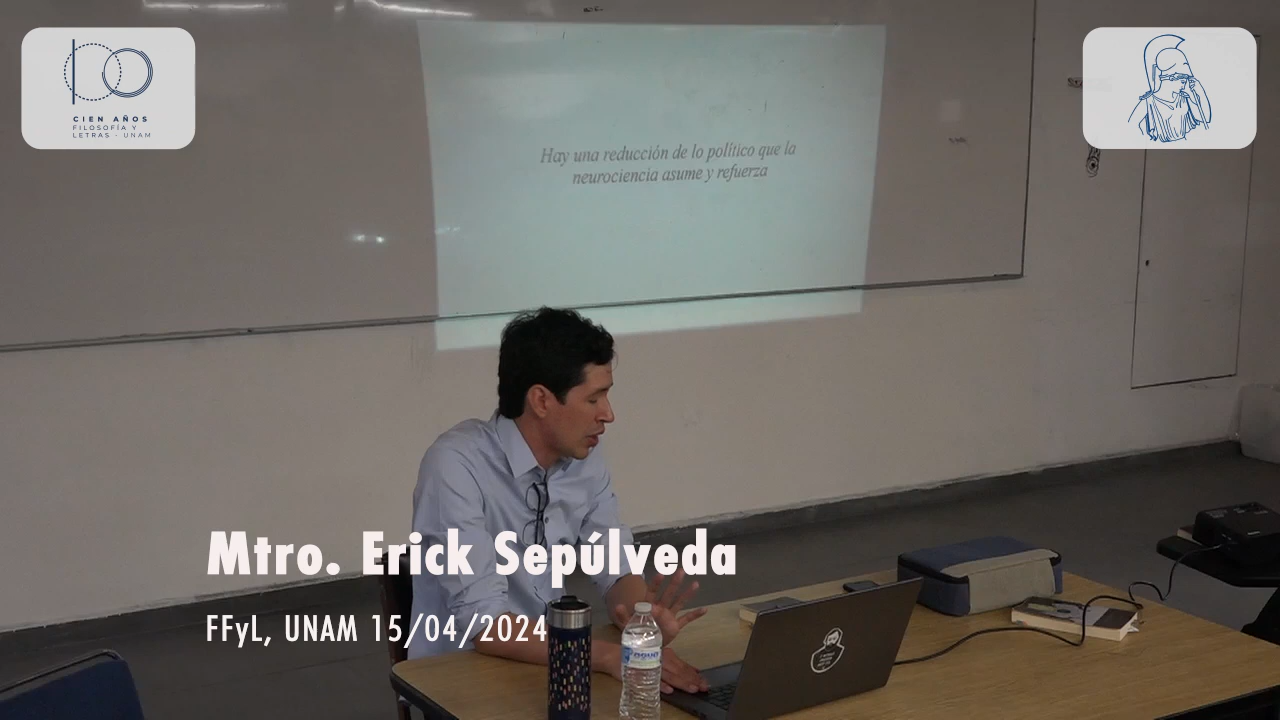 CIEN AÑOS
FILOSOFÍA Y
LETRAS - UNAM
Hay una reducción de lo político que la
neurociencia asume y refuerza
Mtro. Erick Sepúlveda
FFyL, UNAM 15/04/2024